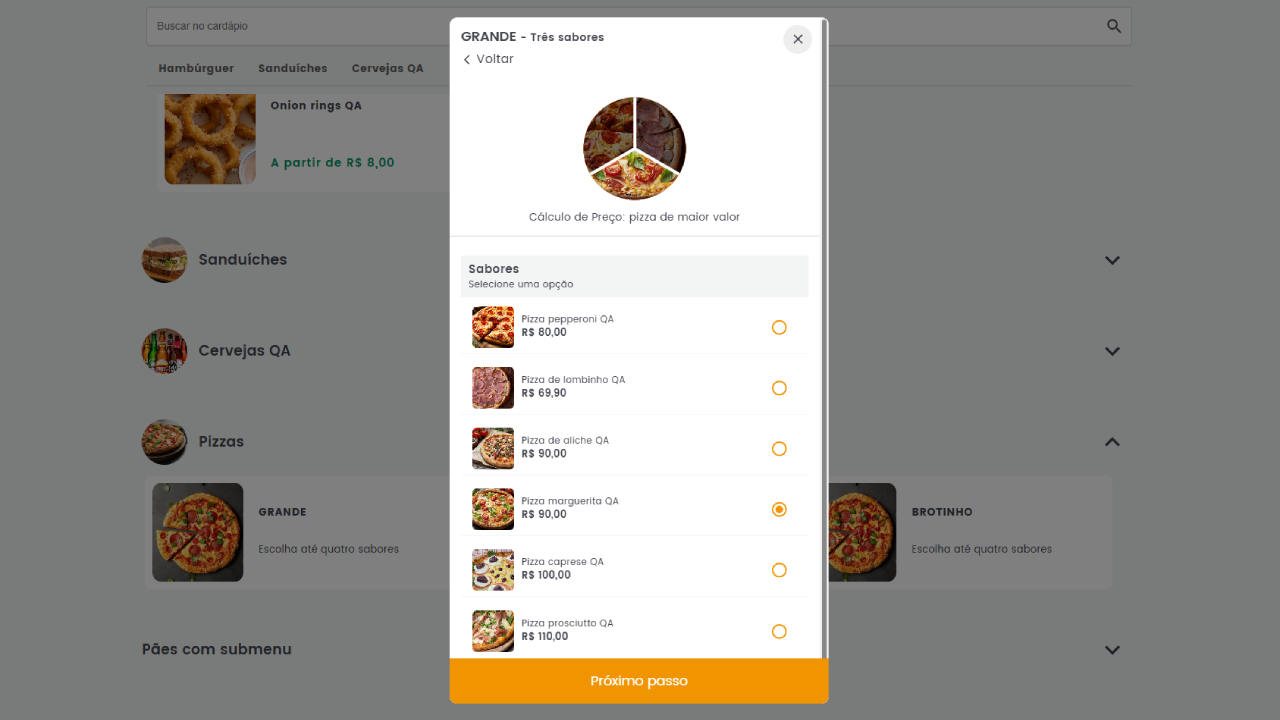 Buscar no cardápio
Hambúrguer
Sanduíches
Cervejas QA
Onion rings QA
A partir de R$ 8,00
Sanduíches
Cervejas QA
Pizzas
GRANDE
Escolha até quatro sabores
BROTINHO
Escolha até quatro sabores
Pães com submenu
GRANDE - Três sabores
Voltar
Cálculo de Preço: pizza de maior valor
Sabores
Selecione uma opção
Pizza pepperoni QA
R$ 80,00
Pizza de lombinho QA
R$ 69,90
Pizza de aliche QA
R$ 90,00
Pizza marguerita QA
R$ 90,00
Pizza caprese QA
R$ 100,00
Pizza prosciutto QA
R$ 110,00
Próximo passo